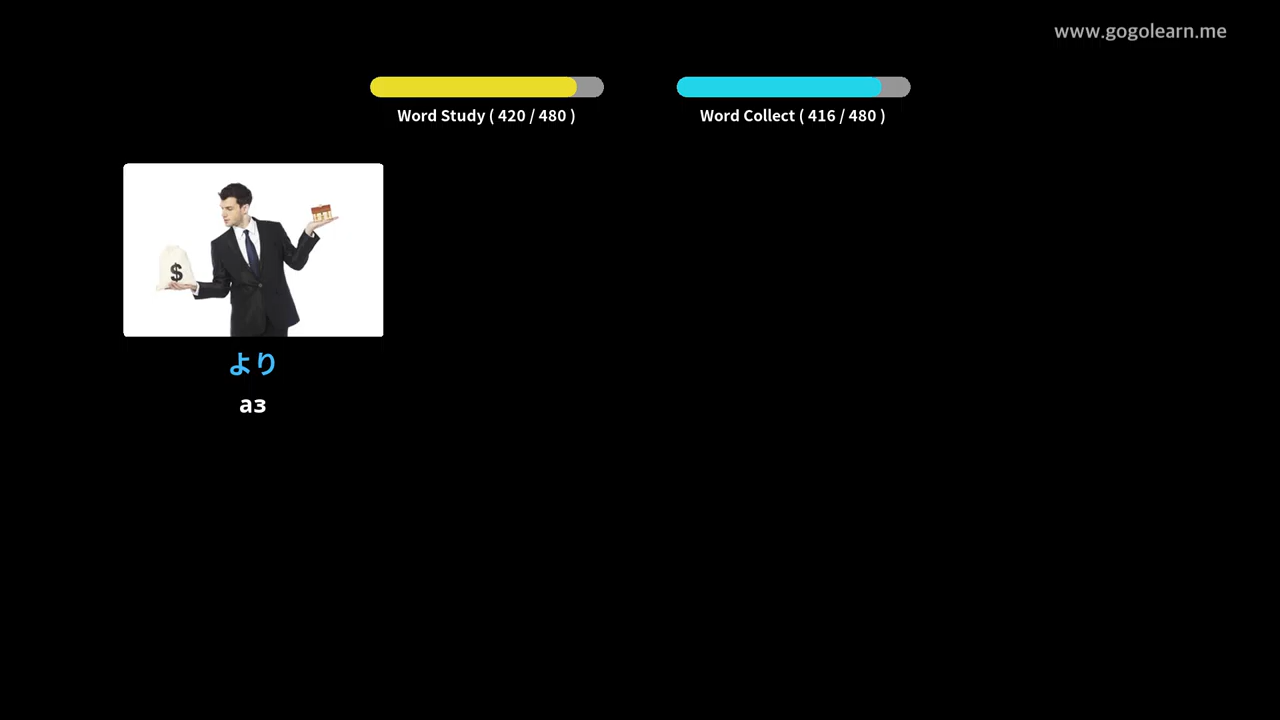 www.gogolearn.me
Word Study ( 420 / 480 )
Word Collect ( 416 / 480 )
$
より
аз